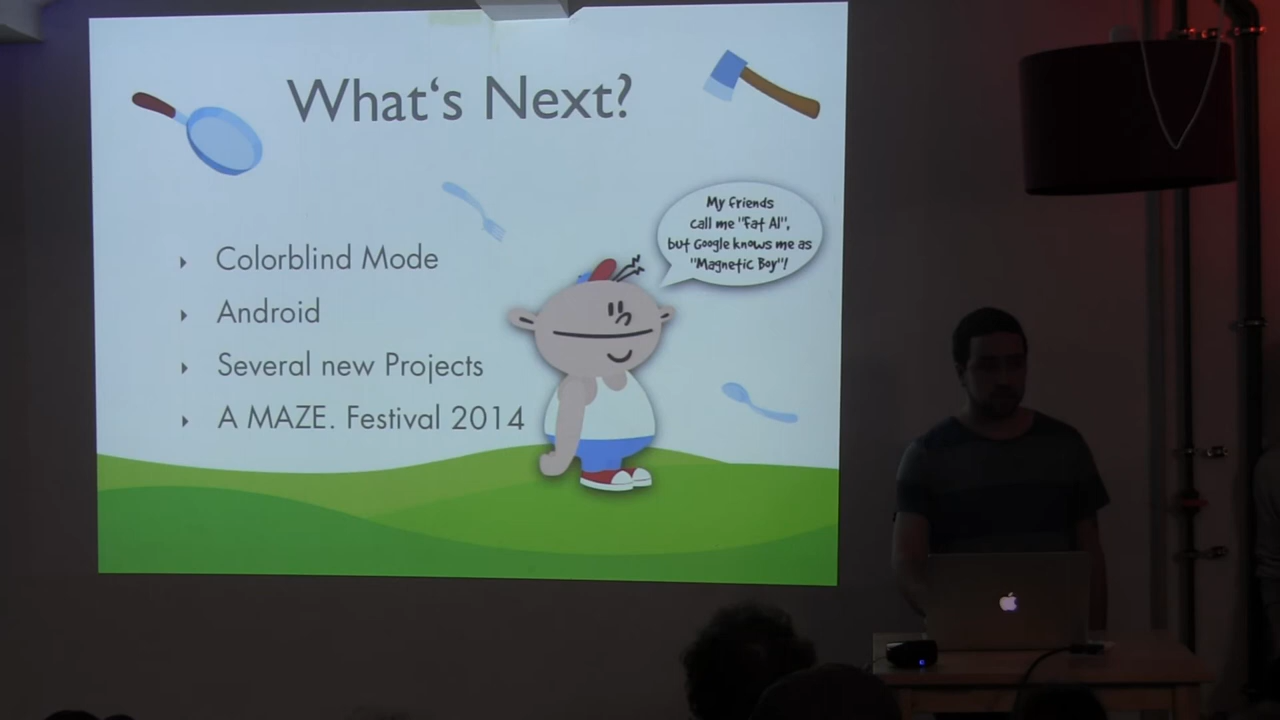 What‘s Next?
My friends
call me "Fat Al",
but Google knows me as
"Magnetic Boy"!
Colorblind Mode
Android
Several new Projects
A MAZE. Festival 2014